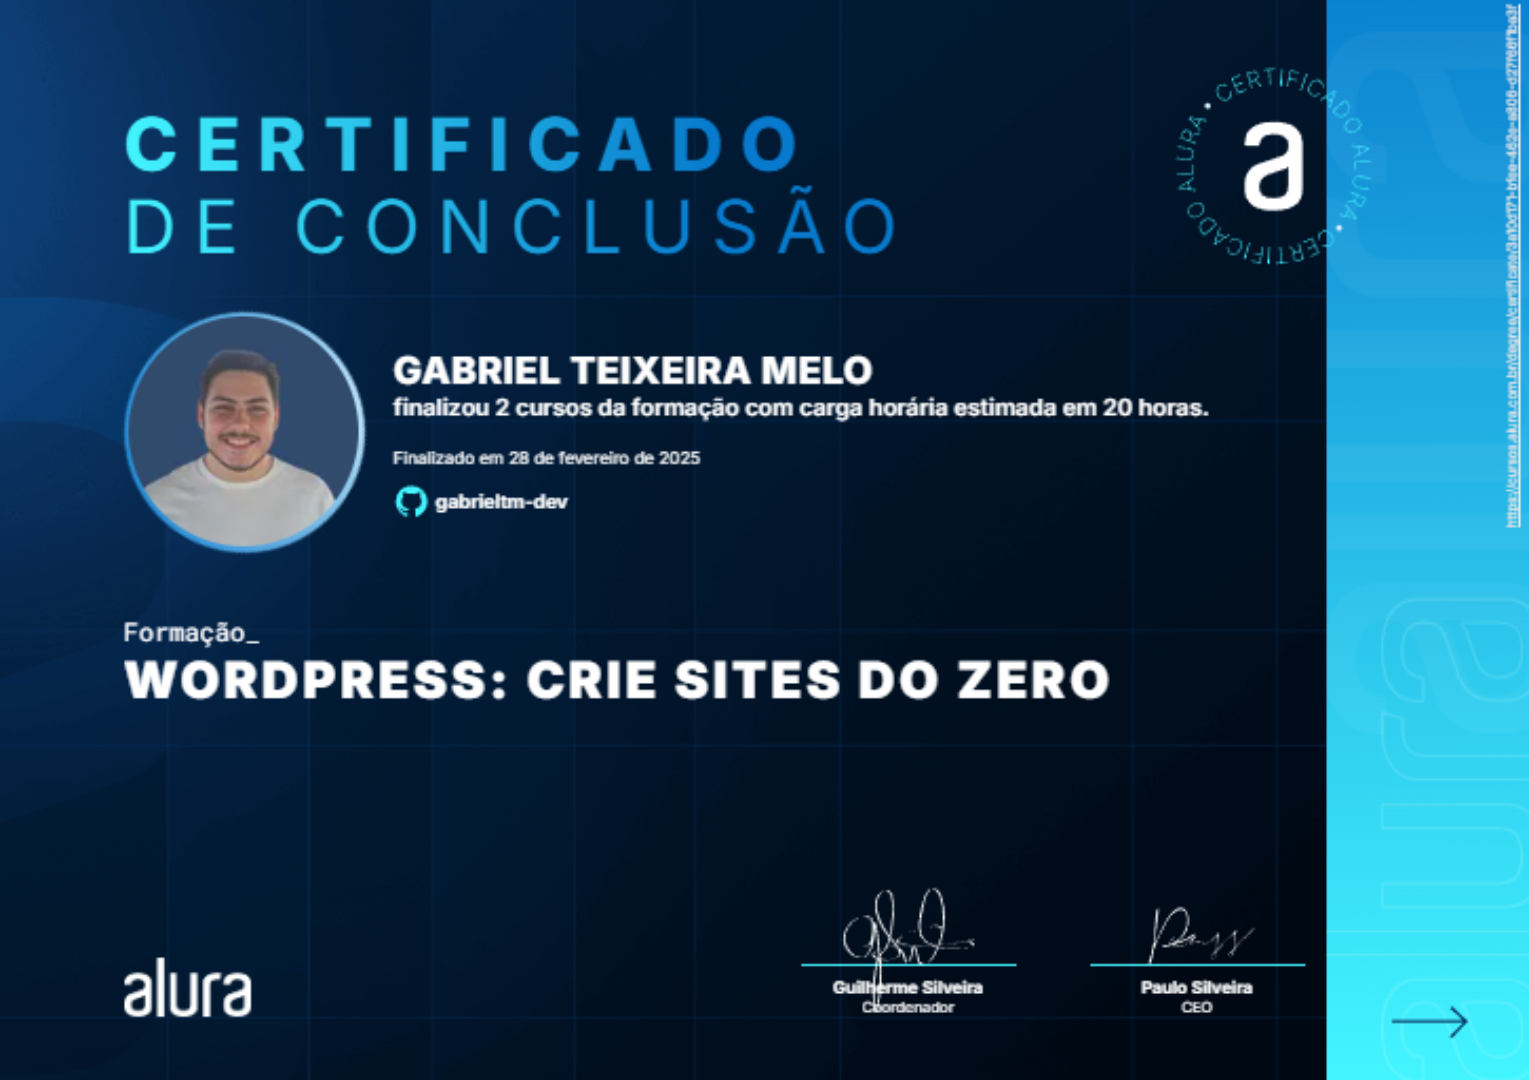 CERTIFICADO
DE CONCLUSÃO
CERTIFICADO ALURA • CERTIFICADO ALURA •
a
GABRIEL TEIXEIRA MELO
finalizou 2 cursos da formação com carga horária estimada em 20 horas.
Finalizado em 28 de fevereiro de 2025
gabrieltm-dev
Formação_
WORDPRESS: CRIE SITES DO ZERO
alura
Guilherme Silveira
Coordenador
Paulo Silveira
CEO
alura